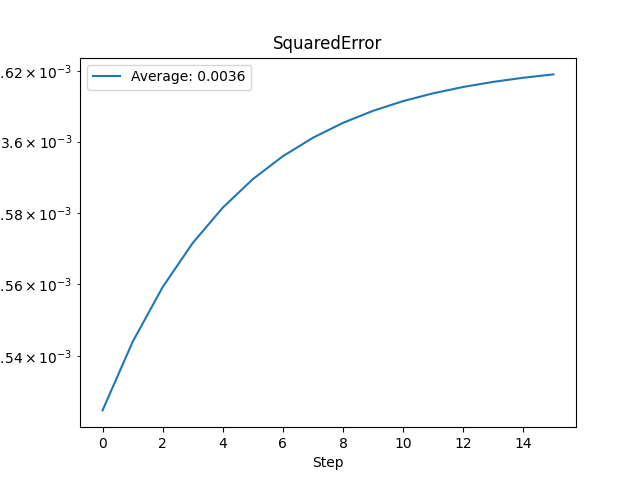 SquaredError
Average: 0.0036
.62 × 10⁻³
3.6 × 10⁻³
.58 × 10⁻³
.56 × 10⁻³
.54 × 10⁻³
0 2 4 6 8 10 12 14
Step